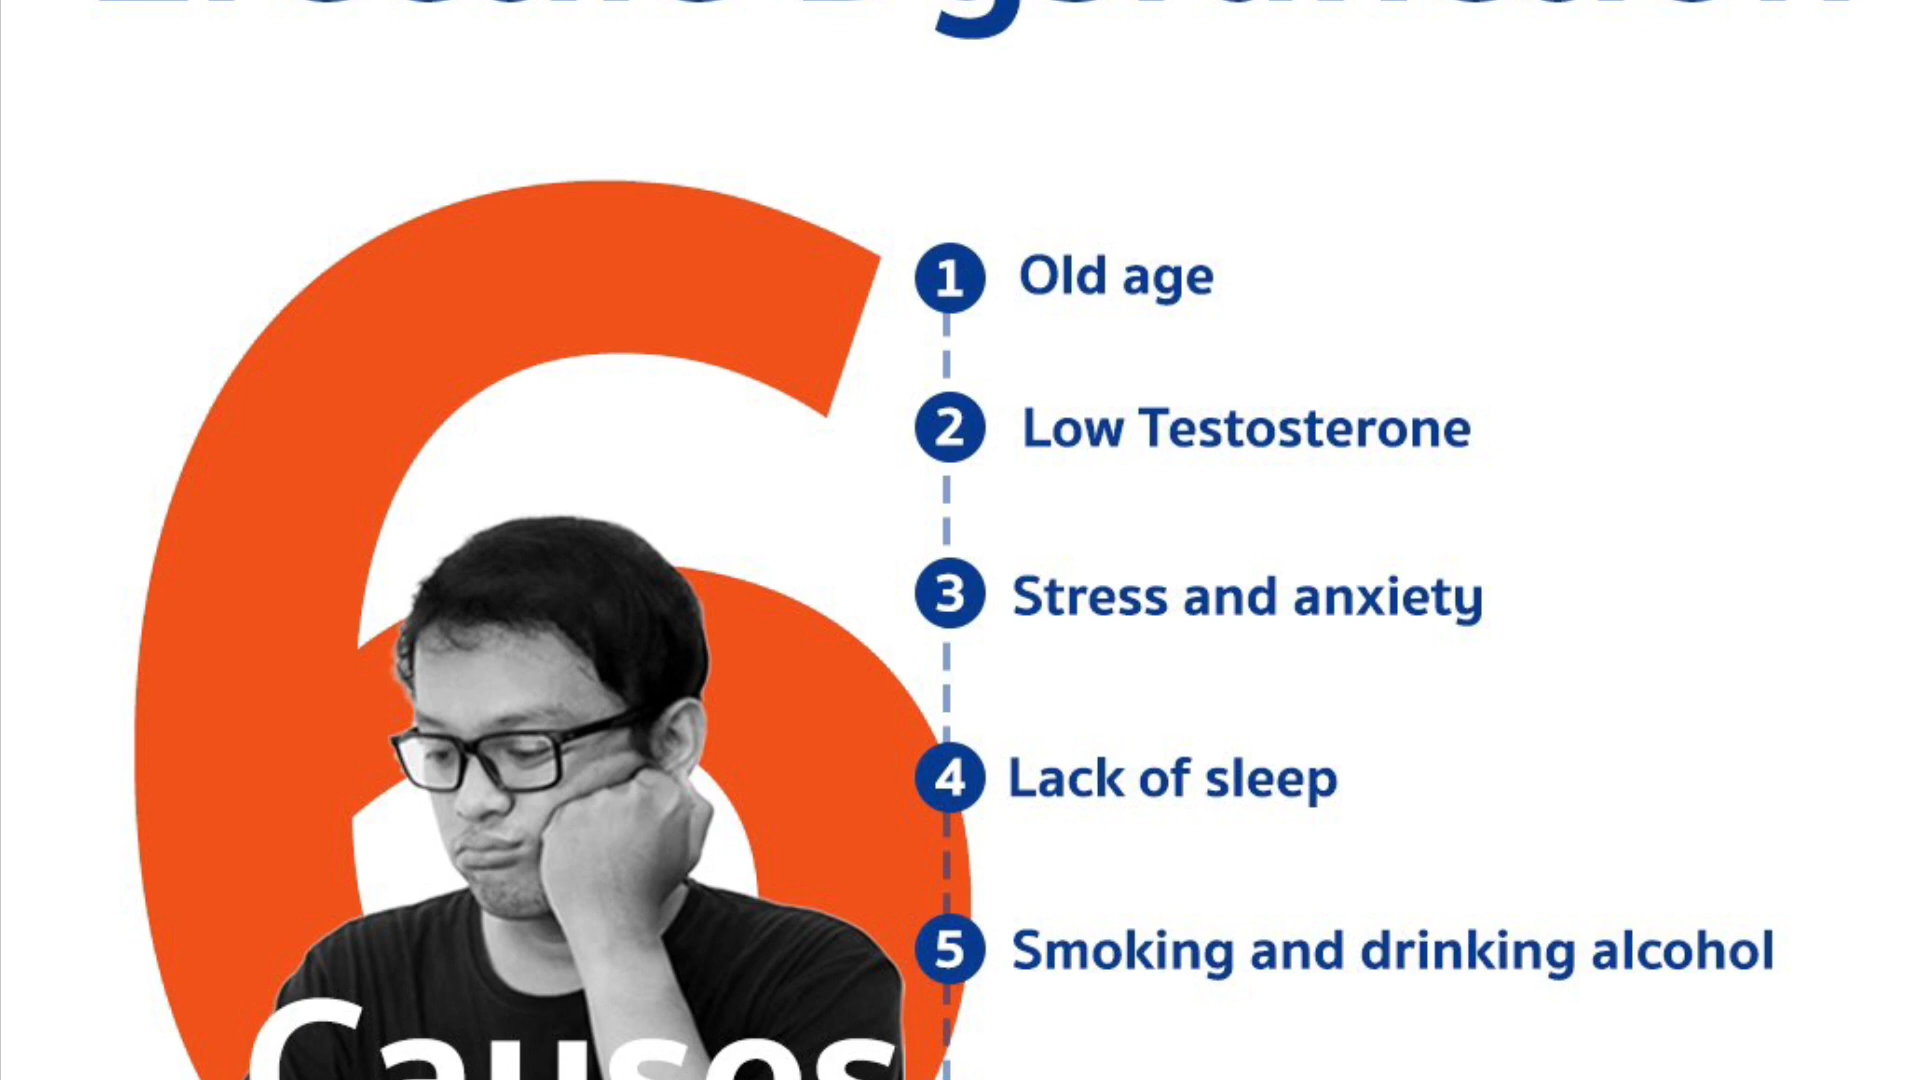 1 Old age
2 Low Testosterone
3 Stress and anxiety
4 Lack of sleep
5 Smoking and drinking alcohol
Causes